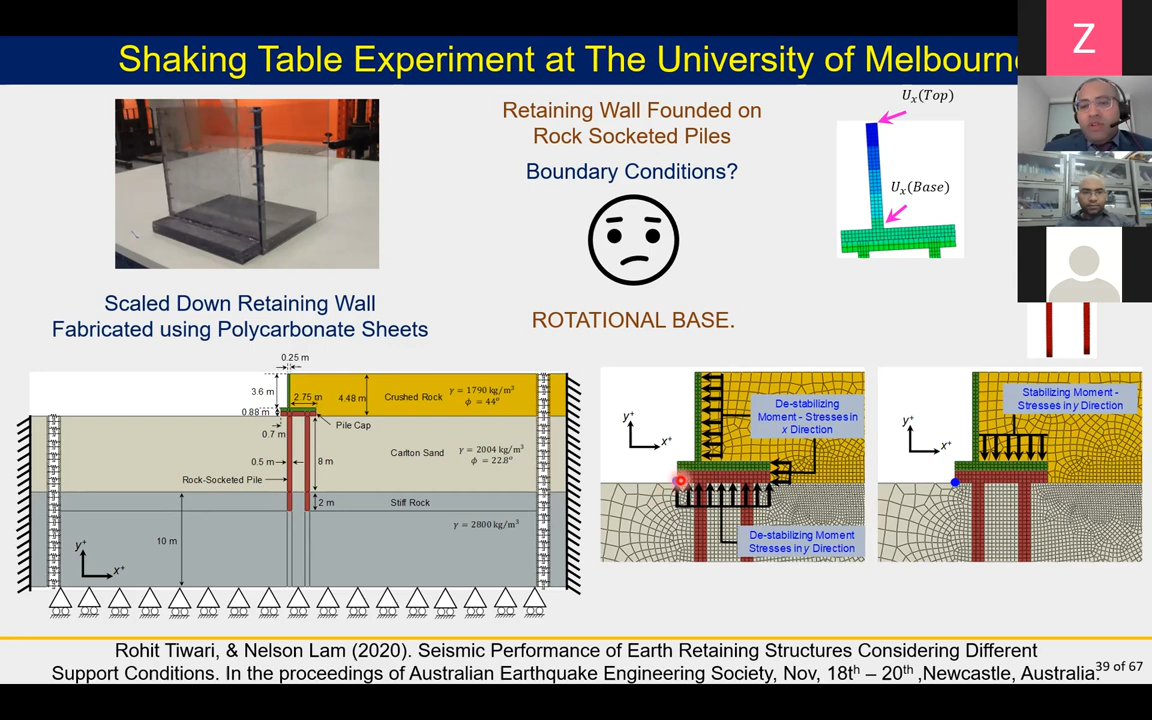 Shaking Table Experiment at The University of Melbourn
Z
Retaining Wall Founded on
Rock Socketed Piles
Boundary Conditions?
Uₓ(Top)
Uₓ(Base)
Scaled Down Retaining Wall
Fabricated using Polycarbonate Sheets
ROTATIONAL BASE.
0.25 m
3.6 m
2.75 m
4.48 m
Crushed Rock
γ = 1790 kg/m³
ϕ = 44°
0.88 m
0.7 m
Pile Cap
Carlton Sand
γ = 2004 kg/m³
ϕ = 22.8°
0.5 m
8 m
Rock-Socketed Pile
2 m
Stiff Rock
γ = 2800 kg/m³
10 m
y⁺
x⁺
y⁺
x⁺
De-stabilizing
Moment - Stresses in
x Direction
De-stabilizing Moment
Stresses in y Direction
y⁺
x⁺
Stabilizing Moment -
Stresses in y Direction
Rohit Tiwari, & Nelson Lam (2020). Seismic Performance of Earth Retaining Structures Considering Different
Support Conditions. In the proceedings of Australian Earthquake Engineering Society, Nov, 18th – 20th ,Newcastle, Australia.
39 of 67